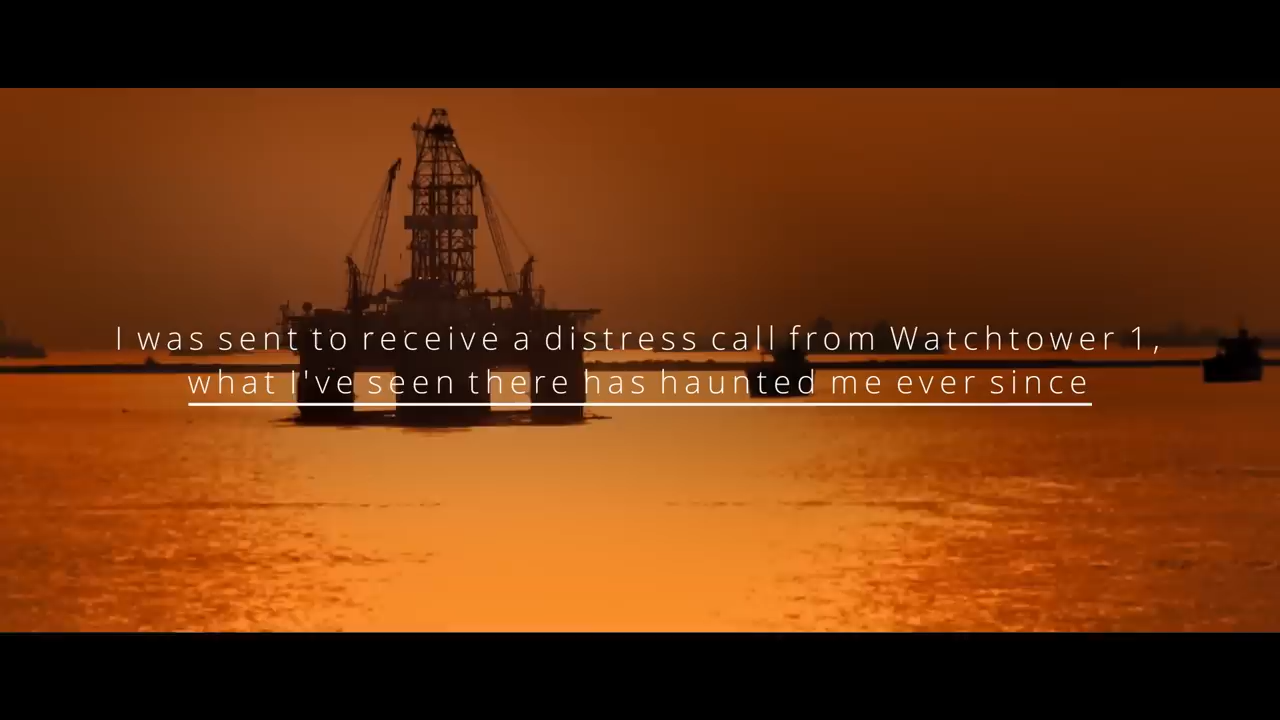 I was sent to receive a distress call from Watchtower 1,
what I've seen there has haunted me ever since